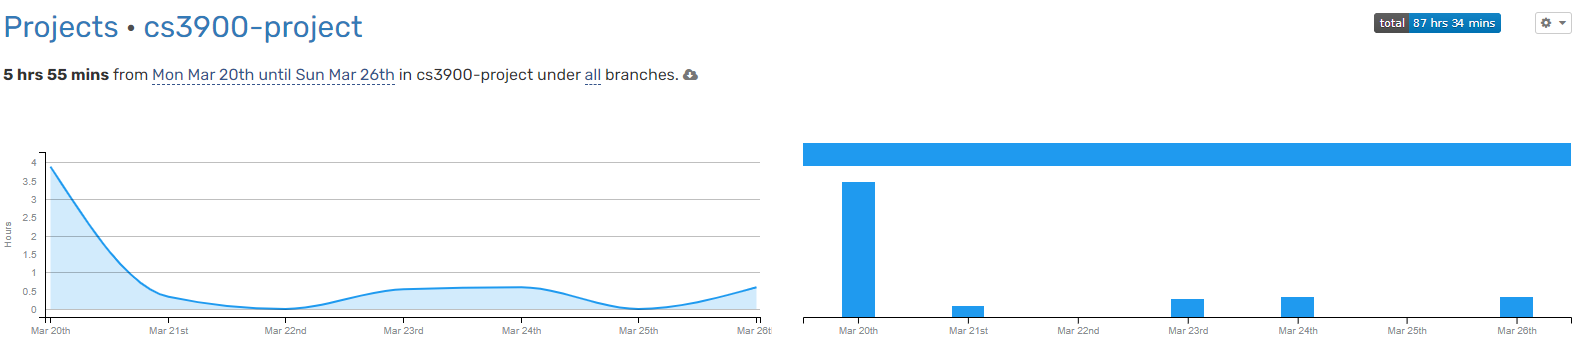 Projects • cs3900-project
total 87 hrs 34 mins
5 hrs 55 mins from Mon Mar 20th until Sun Mar 26th in cs3900-project under all branches.
Hours
4
3.5
3
2.5
2
1.5
1
0.5
0
Mar 20th Mar 21st Mar 22nd Mar 23rd Mar 24th Mar 25th Mar 26t
Mar 20th Mar 21st Mar 22nd Mar 23rd Mar 24th Mar 25th Mar 26th